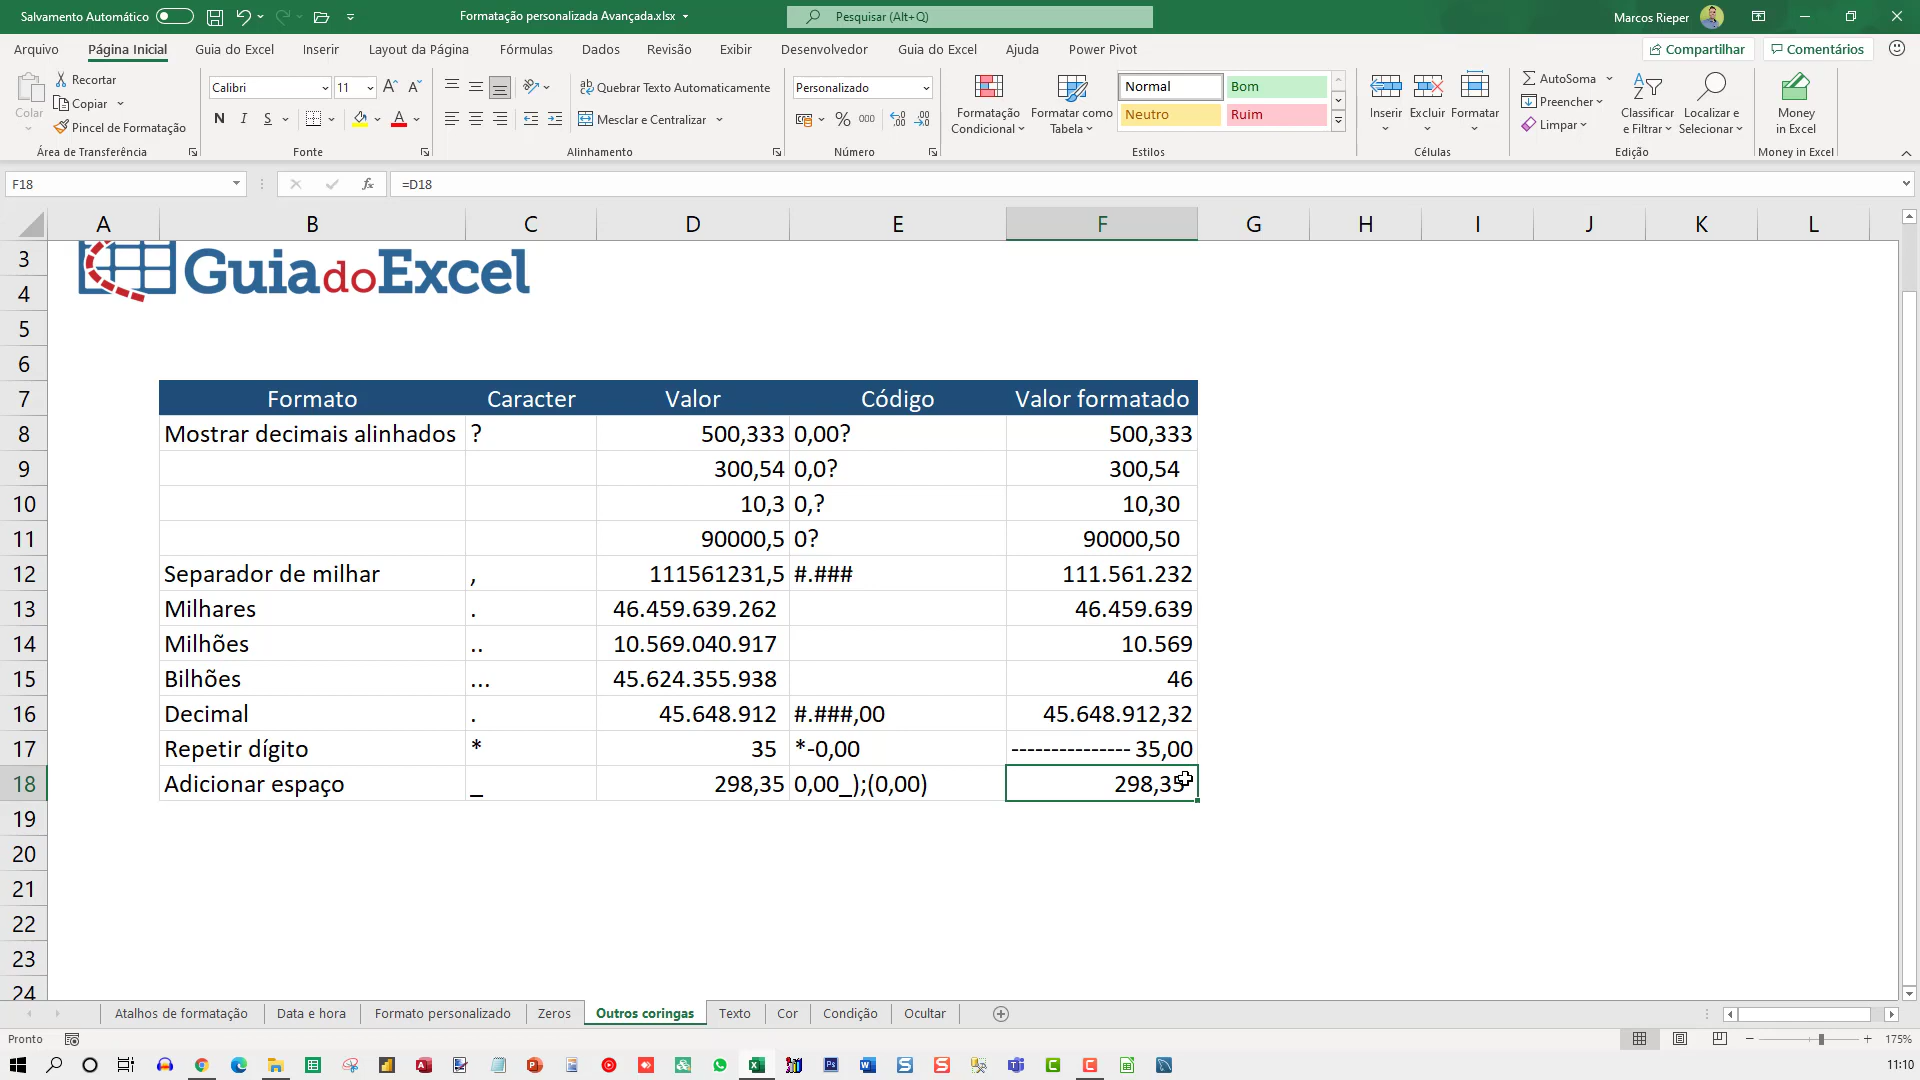 Salvamento Automático
Formatação personalizada Avançada.xlsx
Pesquisar (Alt+Q)
Marcos Rieper
Arquivo Página Inicial Guia do Excel Inserir Layout da Página Fórmulas Dados Revisão Exibir Desenvolvedor Guia do Excel Ajuda Power Pivot
Compartilhar Comentários
Colar
Recortar
Copiar
Pincel de Formatação
Área de Transferência
Calibri 11
N I S
Fonte
Quebrar Texto Automaticamente
Mesclar e Centralizar
Alinhamento
Personalizado
% 000
Número
Formatação Condicional
Formatar como Tabela
Normal Bom
Neutro Ruim
Estilos
Inserir Excluir Formatar
Células
AutoSoma
Preencher
Limpar
Classificar e Filtrar
Localizar e Selecionar
Edição
Money in Excel
Money in Excel
F18 fx =D18
A B C D E F G H I J K L
3
GuiadoExcel
4
5
6
7 Formato Caracter Valor Código Valor formatado
8 Mostrar decimais alinhados ? 500,333 0,00? 500,333
9 300,54 0,0? 300,54
10 10,3 0,? 10,30
11 90000,5 0? 90000,50
12 Separador de milhar , 111561231,5 #.### 111.561.232
13 Milhares . 46.459.639.262 46.459.639
14 Milhões .. 10.569.040.917 10.569
15 Bilhões ... 45.624.355.938 46
16 Decimal . 45.648.912 #.###,00 45.648.912,32
17 Repetir dígito * 35 *-0,00 --------------- 35,00
18 Adicionar espaço _ 298,35 0,00_);(0,00) 298,35
19
20
21
22
23
24
Atalhos de formatação Data e hora Formato personalizado Zeros Outros coringas Texto Cor Condição Ocultar
Pronto
175%
11:10